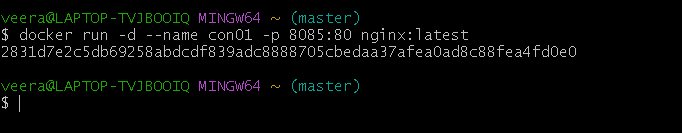 veera@LAPTOP-TVJBOOIQ MINGW64 ~ (master)
$ docker run -d --name con01 -p 8085:80 nginx:latest
2831d7e2c5db69258abdcdf839adc8888705cbedaa37afea0ad8c88fea4fd0e0
veera@LAPTOP-TVJBOOIQ MINGW64 ~ (master)
$